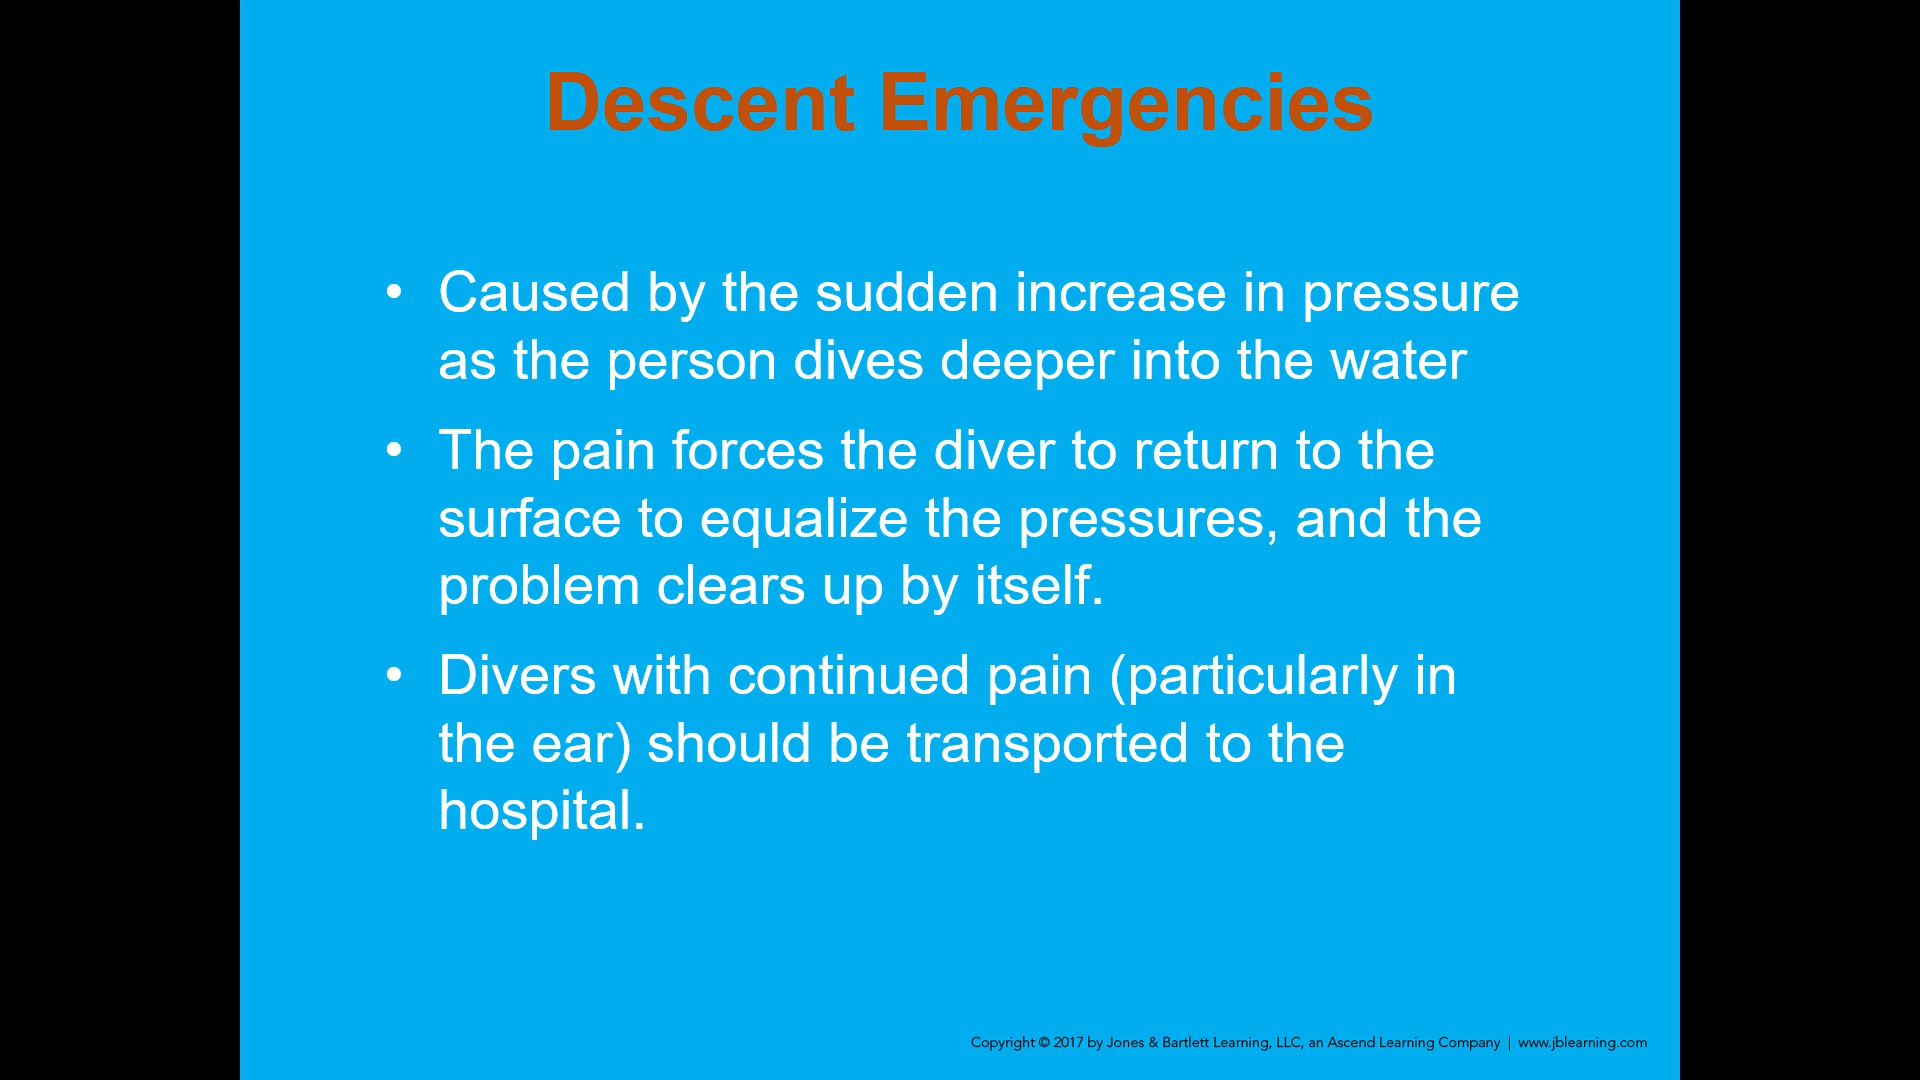 Descent Emergencies
• Caused by the sudden increase in pressure
as the person dives deeper into the water
• The pain forces the diver to return to the
surface to equalize the pressures, and the
problem clears up by itself.
• Divers with continued pain (particularly in
the ear) should be transported to the
hospital.
Copyright © 2017 by Jones & Bartlett Learning, LLC, an Ascend Learning Company | www.jblearning.com